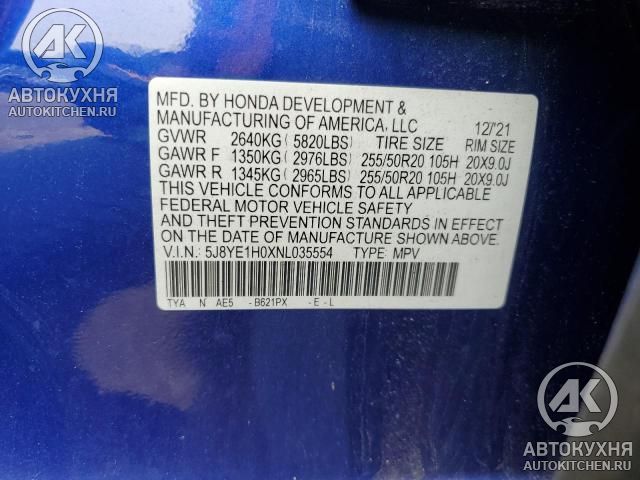 AK
АВТОКУХНЯ
AUTOKITCHEN.RU
MFD. BY HONDA DEVELOPMENT &
MANUFACTURING OF AMERICA, LLC 12/'21
GVWR 2640KG (5820LBS) TIRE SIZE RIM SIZE
GAWR F 1350KG (2976LBS) 255/50R20 105H 20X9.0J
GAWR R 1345KG (2965LBS) 255/50R20 105H 20X9.0J
THIS VEHICLE CONFORMS TO ALL APPLICABLE
FEDERAL MOTOR VEHICLE SAFETY
AND THEFT PREVENTION STANDARDS IN EFFECT
ON THE DATE OF MANUFACTURE SHOWN ABOVE.
V.I.N.: 5J8YE1H0XNL035554 TYPE: MPV
TYA N AE5 - B621PX - E - L
AK
АВТОКУХНЯ
AUTOKITCHEN.RU